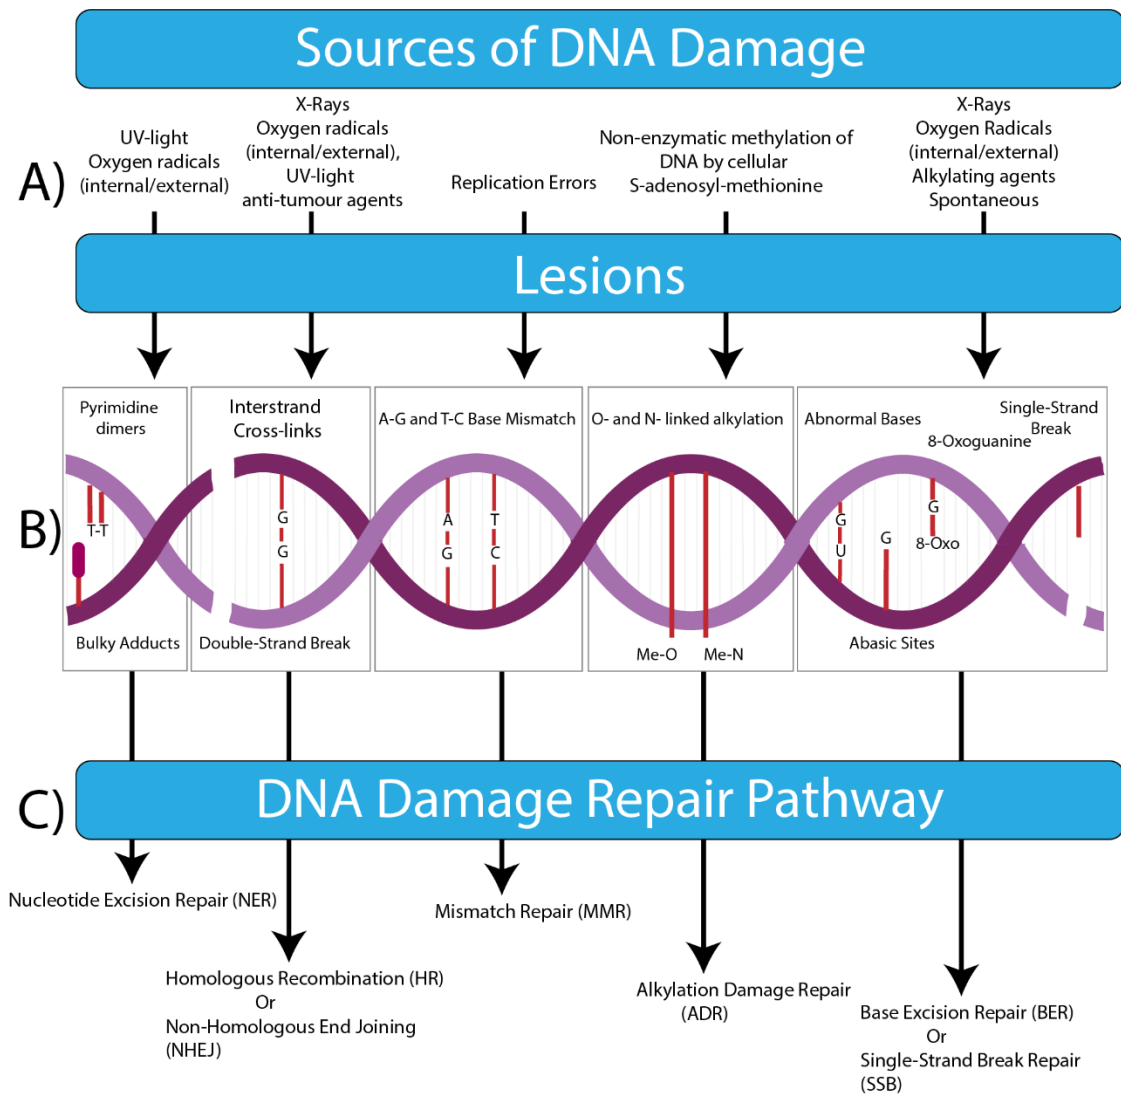 Sources of DNA Damage
A)
UV-light
Oxygen radicals
(internal/external)
X-Rays
Oxygen radicals
(internal/external),
UV-light
anti-tumour agents
Replication Errors
Non-enzymatic methylation of
DNA by cellular
S-adenosyl-methionine
X-Rays
Oxygen Radicals
(internal/external)
Alkylating agents
Spontaneous
Lesions
B)
Pyrimidine
dimers
T-T
Bulky Adducts
Interstrand
Cross-links
G
G
Double-Strand Break
A-G and T-C Base Mismatch
A
G
T
C
O- and N- linked alkylation
Me-O
Me-N
Abnormal Bases
8-Oxoguanine
Single-Strand
Break
G
U
G
G
8-Oxo
Abasic Sites
C)
DNA Damage Repair Pathway
Nucleotide Excision Repair (NER)
Homologous Recombination (HR)
Or
Non-Homologous End Joining
(NHEJ)
Mismatch Repair (MMR)
Alkylation Damage Repair
(ADR)
Base Excision Repair (BER)
Or
Single-Strand Break Repair
(SSB)